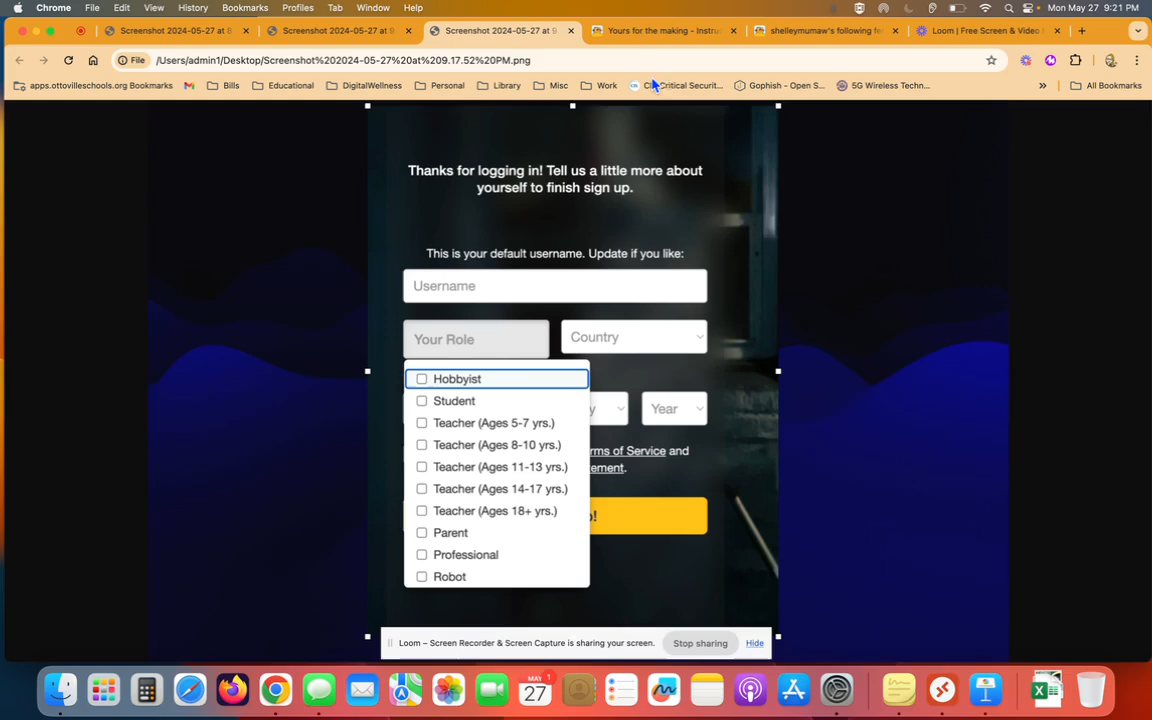 Chrome File Edit View History Bookmarks Profiles Tab Window Help
Mon May 27 9:21 PM
Screenshot 2024-05-27 at 8
Screenshot 2024-05-27 at 9
Screenshot 2024-05-27 at 9
Yours for the making - Instru
shelleymumaw's following fe
Loom | Free Screen & Video
File /Users/admin1/Desktop/Screenshot%202024-05-27%20at%209.17.52%20PM.png
apps.ottovilleschools.org Bookmarks Bills Educational DigitalWellness Personal Library Misc Work Critical Securit... Gophish - Open S... 5G Wireless Techn... » All Bookmarks
Thanks for logging in! Tell us a little more about
yourself to finish sign up.
This is your default username. Update if you like:
Username
Your Role
Country
Hobbyist
Student
y
Year
Teacher (Ages 5-7 yrs.)
Teacher (Ages 8-10 yrs.)
rms of Service and
Teacher (Ages 11-13 yrs.)
ement.
Teacher (Ages 14-17 yrs.)
Teacher (Ages 18+ yrs.)
o!
Parent
Professional
Robot
Loom – Screen Recorder & Screen Capture is sharing your screen.
Stop sharing
Hide
MAY
27
1